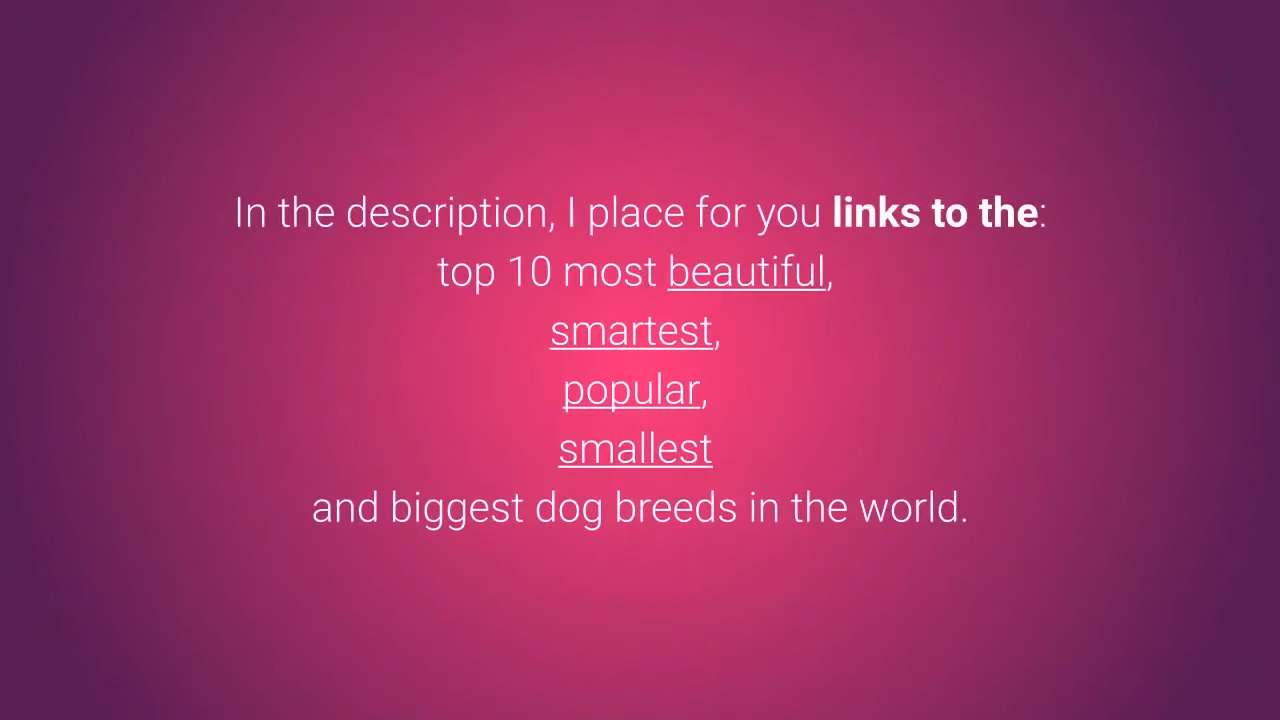 In the description, I place for you links to the:
top 10 most beautiful,
smartest,
popular,
smallest
and biggest dog breeds in the world.